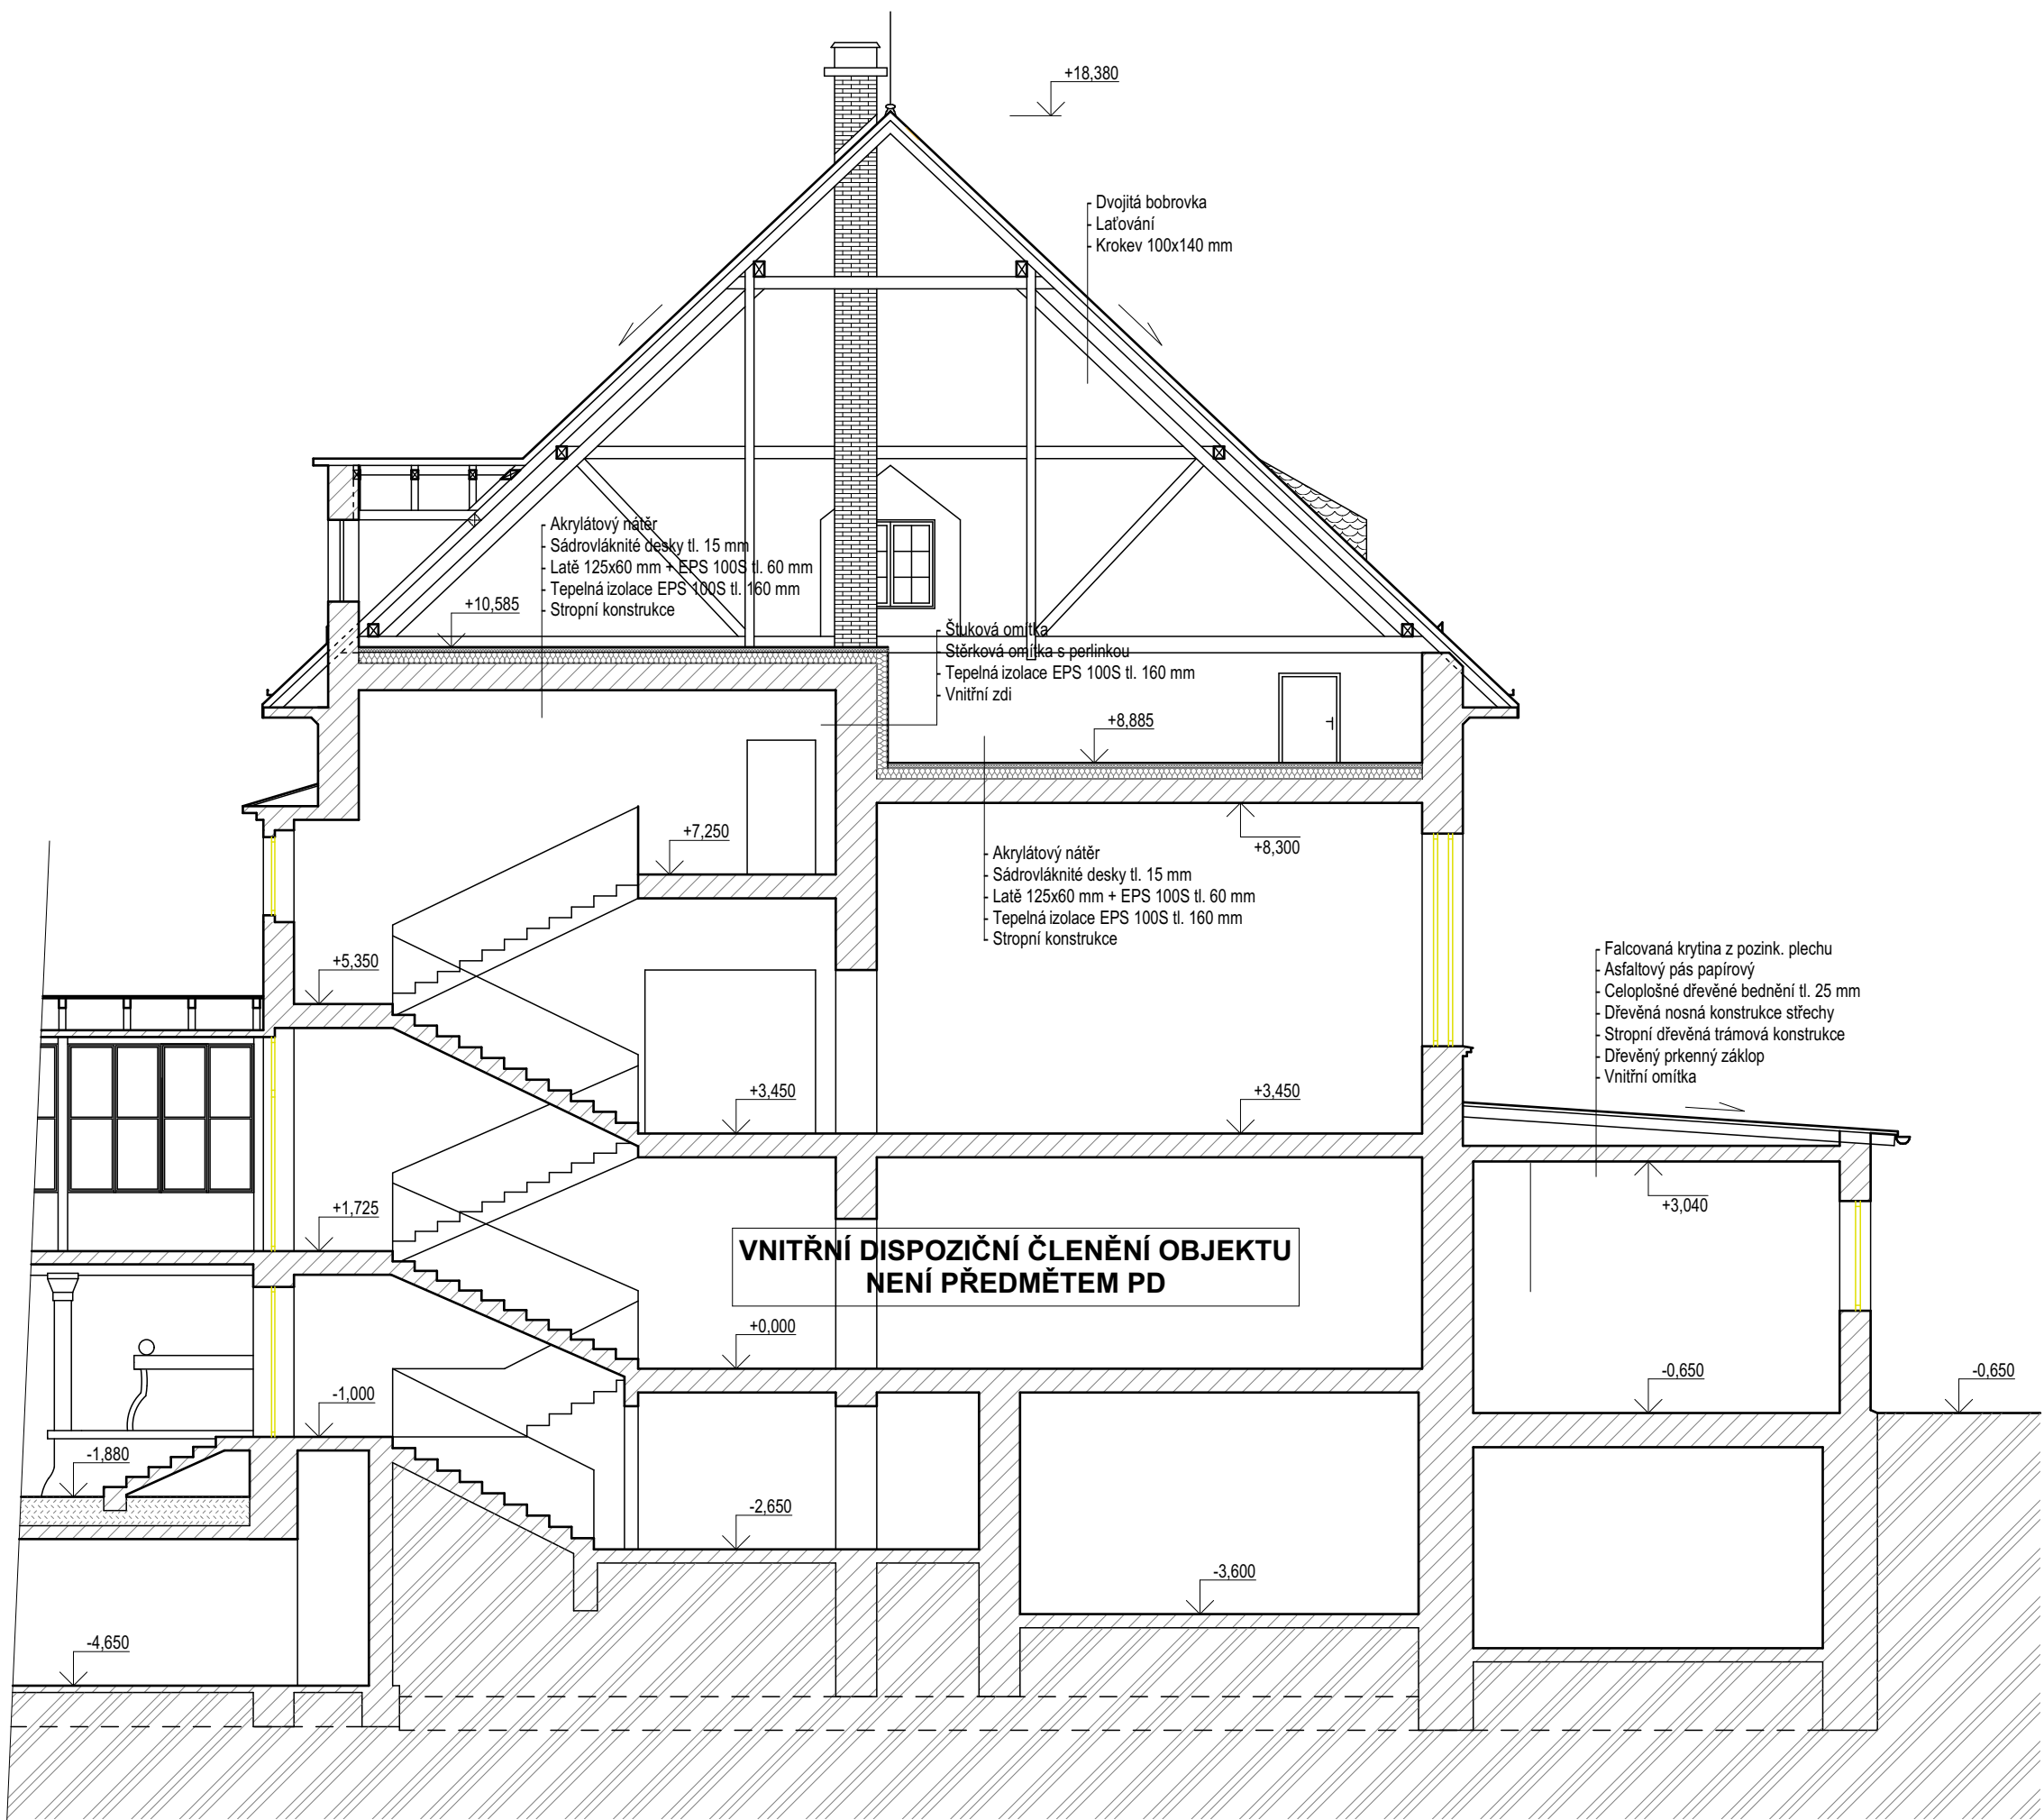 +18,380
- Dvojitá bobrovka
- Laťování
- Krokev 100x140 mm
- Akrylátový nátěr
- Sádrovláknité desky tl. 15 mm
- Latě 125x60 mm + EPS 100S tl. 60 mm
- Tepelná izolace EPS 100S tl. 160 mm
- Stropní konstrukce
+10,585
- Štuková omítka
- Stěrková omítka s perlinkou
- Tepelná izolace EPS 100S tl. 160 mm
- Vnitřní zdi
+8,885
+7,250
+8,300
- Akrylátový nátěr
- Sádrovláknité desky tl. 15 mm
- Latě 125x60 mm + EPS 100S tl. 60 mm
- Tepelná izolace EPS 100S tl. 160 mm
- Stropní konstrukce
+5,350
- Falcovaná krytina z pozink. plechu
- Asfaltový pás papírový
- Celoplošné dřevěné bednění tl. 25 mm
- Dřevěná nosná konstrukce střechy
- Stropní dřevěná trámová konstrukce
- Dřevěný prkenný záklop
- Vnitřní omítka
+3,450
+3,450
+1,725
+3,040
VNITŘNÍ DISPOZIČNÍ ČLENĚNÍ OBJEKTU
NENÍ PŘEDMĚTEM PD
+0,000
-1,000
-0,650
-0,650
-1,880
-2,650
-3,600
-4,650